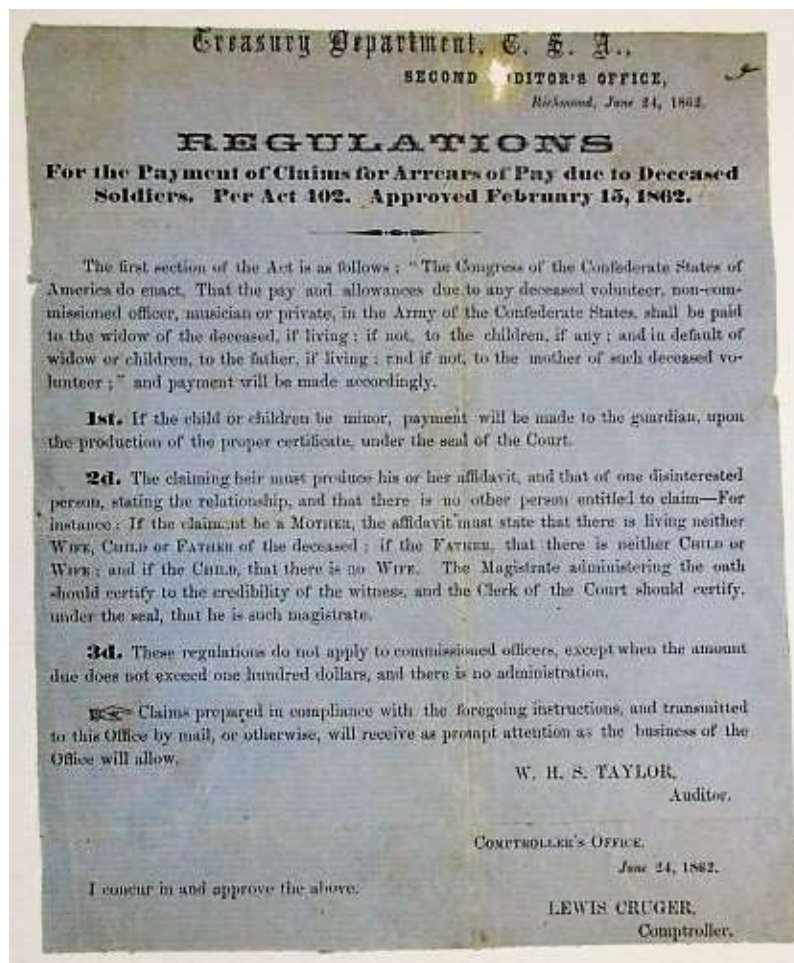 Treasury Department, C. S. A.,
SECOND AUDITOR'S OFFICE,
Richmond, June 24, 1862.
REGULATIONS
For the Payment of Claims for Arrears of Pay due to Deceased
Soldiers. Per Act 402. Approved February 15, 1862.
The first section of the Act is as follows: "The Congress of the Confederate States of
America do enact, That the pay and allowances due to any deceased volunteer, non-com-
missioned officer, musician or private, in the Army of the Confederate States, shall be paid
to the widow of the deceased, if living; if not, to the children, if any; and in default of
widow or children, to the father, if living; and if not, to the mother of such deceased vo-
lunteer;" and payment will be made accordingly.
1st. If the child or children be minor, payment will be made to the guardian, upon
the production of the proper certificate, under the seal of the Court.
2d. The claiming heir must produce his or her affidavit, and that of one disinterested
person, stating the relationship, and that there is no other person entitled to claim—For
instance: If the claimant be a MOTHER, the affidavit must state that there is living neither
WIFE, CHILD or FATHER of the deceased; if the FATHER, that there is neither CHILD or
WIFE; and if the CHILD, that there is no WIFE. The Magistrate administering the oath
should certify to the credibility of the witness, and the Clerk of the Court should certify,
under the seal, that he is such magistrate.
3d. These regulations do not apply to commissioned officers, except when the amount
due does not exceed one hundred dollars, and there is no administration.
☞ Claims prepared in compliance with the foregoing instructions, and transmitted
to this Office by mail, or otherwise, will receive as prompt attention as the business of the
Office will allow.
W. H. S. TAYLOR,
Auditor.
COMPTROLLER'S OFFICE,
June 24, 1862.
I concur in and approve the above.
LEWIS CRUGER,
Comptroller.